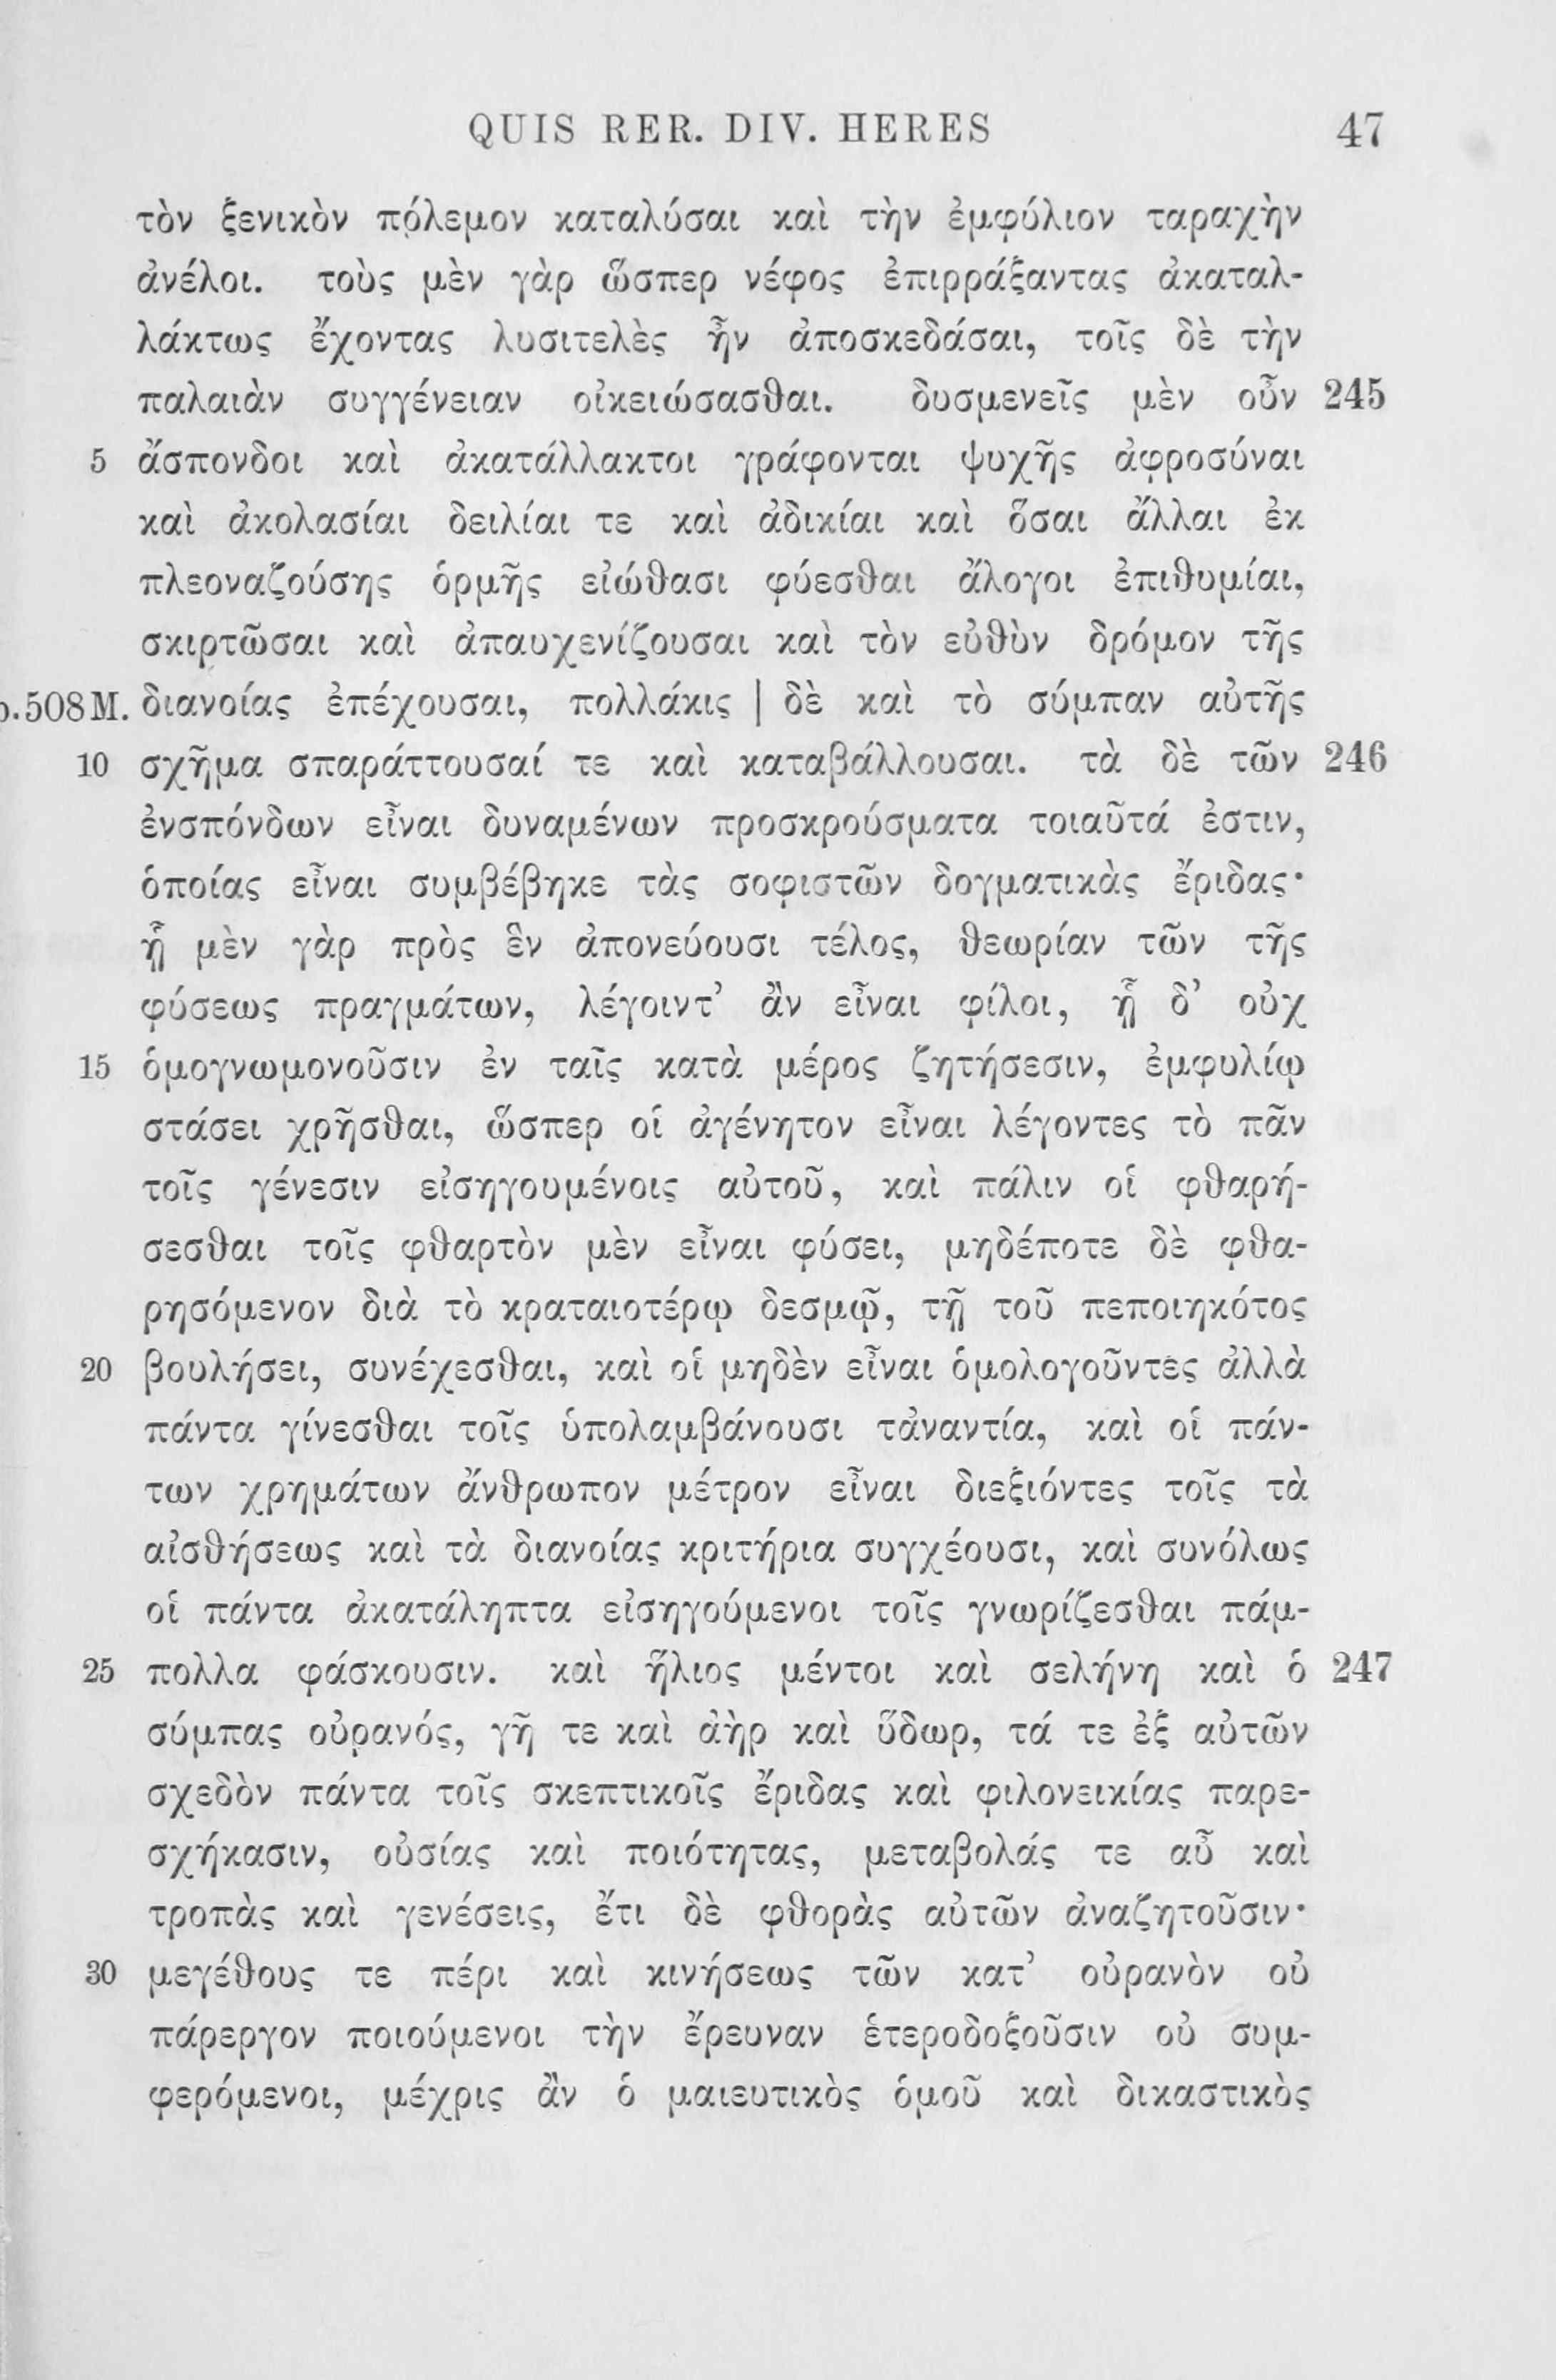 QUIS RER. DIV. HERES 47
τὸν ξενικὸν πόλεμον καταλύσαι καὶ τὴν ἐμφύλιον ταραχὴν
ἀνέλοι. τοὺς μὲν γὰρ ὥσπερ νέφος ἐπιρράξαντας ἀκαταλ-
λάκτως ἔχοντας λυσιτελὲς ἦν ἀποσκεδάσαι, τοῖς δὲ τὴν
παλαιὰν συγγένειαν οἰκειώσασθαι. δυσμενεῖς μὲν οὖν 245
5 ἄσπονδοι καὶ ἀκατάλλακτοι γράφονται ψυχῆς ἀφροσύναι
καὶ ἀκολασίαι δειλίαι τε καὶ ἀδικίαι καὶ ὅσαι ἄλλαι ἐκ
πλεοναζούσης ὁρμῆς εἰώθασι φύεσθαι ἄλογοι ἐπιθυμίαι,
σκιρτῶσαι καὶ ἀπαυχενίζουσαι καὶ τὸν εὐθὺν δρόμον τῆς
p.508 M. διανοίας ἐπέχουσαι, πολλάκις | δὲ καὶ τὸ σύμπαν αὐτῆς
10 σχῆμα σπαράττουσαί τε καὶ καταβάλλουσαι. τὰ δὲ τῶν 246
ἐνσπόνδων εἶναι δυναμένων προσκρούσματα τοιαῦτά ἐστιν,
ὁποίας εἶναι συμβέβηκε τὰς σοφιστῶν δογματικὰς ἔριδας·
ᾗ μὲν γὰρ πρὸς ἓν ἀπονεύουσι τέλος, θεωρίαν τῶν τῆς
φύσεως πραγμάτων, λέγοιντ’ ἂν εἶναι φίλοι, ᾗ δ’ οὐχ
15 ὁμογνωμονοῦσιν ἐν ταῖς κατὰ μέρος ζητήσεσιν, ἐμφυλίῳ
στάσει χρῆσθαι, ὥσπερ οἱ ἀγένητον εἶναι λέγοντες τὸ πᾶν
τοῖς γένεσιν εἰσηγουμένοις αὐτοῦ, καὶ πάλιν οἱ φθαρή-
σεσθαι τοῖς φθαρτὸν μὲν εἶναι φύσει, μηδέποτε δὲ φθα-
ρησόμενον διὰ τὸ κραταιοτέρῳ δεσμῷ, τῇ τοῦ πεποιηκότος
20 βουλήσει, συνέχεσθαι, καὶ οἱ μηδὲν εἶναι ὁμολογοῦντες ἀλλὰ
πάντα γίνεσθαι τοῖς ὑπολαμβάνουσι τἀναντία, καὶ οἱ πάν-
των χρημάτων ἄνθρωπον μέτρον εἶναι διεξιόντες τοῖς τὰ
αἰσθήσεως καὶ τὰ διανοίας κριτήρια συγχέουσι, καὶ συνόλως
οἱ πάντα ἀκατάληπτα εἰσηγούμενοι τοῖς γνωρίζεσθαι πάμ-
25 πολλα φάσκουσιν. καὶ ἥλιος μέντοι καὶ σελήνη καὶ ὁ 247
σύμπας οὐρανός, γῆ τε καὶ ἀὴρ καὶ ὕδωρ, τά τε ἐξ αὐτῶν
σχεδὸν πάντα τοῖς σκεπτικοῖς ἔριδας καὶ φιλονεικίας παρε-
σχήκασιν, οὐσίας καὶ ποιότητας, μεταβολάς τε αὖ καὶ
τροπὰς καὶ γενέσεις, ἔτι δὲ φθορὰς αὐτῶν ἀναζητοῦσιν·
30 μεγέθους τε πέρι καὶ κινήσεως τῶν κατ’ οὐρανὸν οὐ
πάρεργον ποιούμενοι τὴν ἔρευναν ἑτεροδοξοῦσιν οὐ συμ-
φερόμενοι, μέχρις ἂν ὁ μαιευτικὸς ὁμοῦ καὶ δικαστικὸς